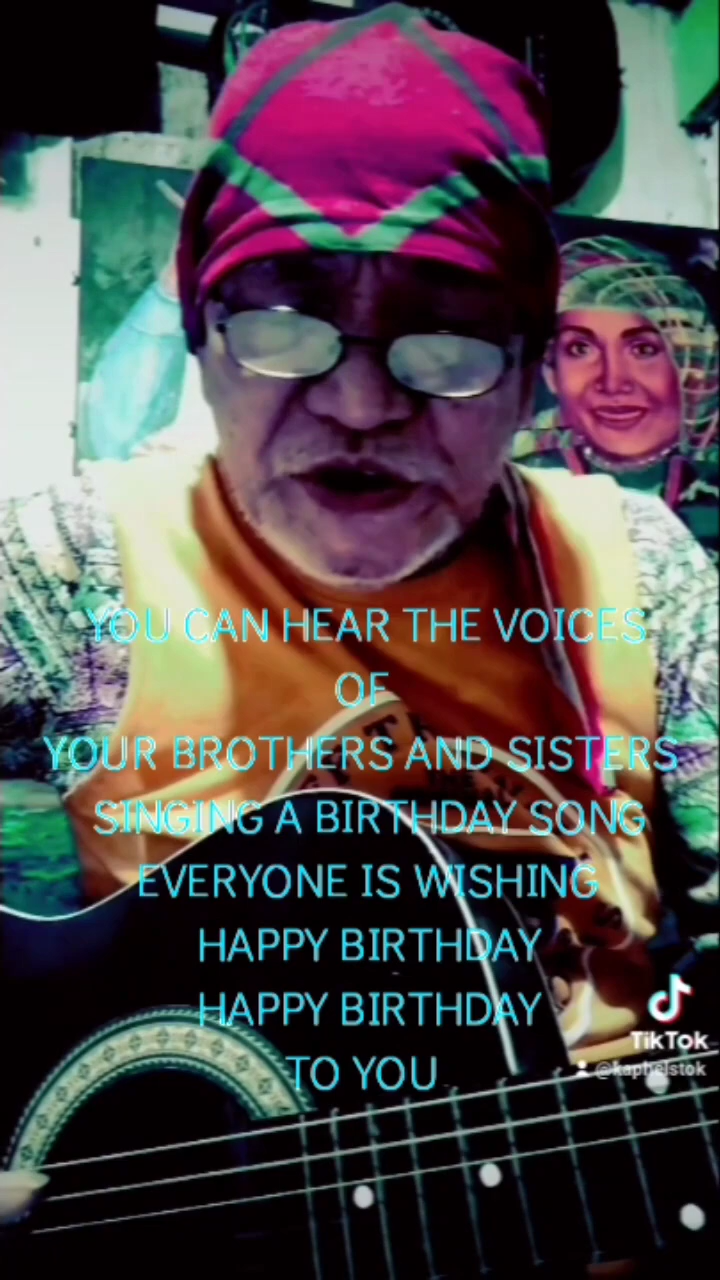 YOU CAN HEAR THE VOICES
OF
YOUR BROTHERS AND SISTERS
SINGING A BIRTHDAY SONG
EVERYONE IS WISHING
HAPPY BIRTHDAY
HAPPY BIRTHDAY
TO YOU
TikTok
@kaphelstok